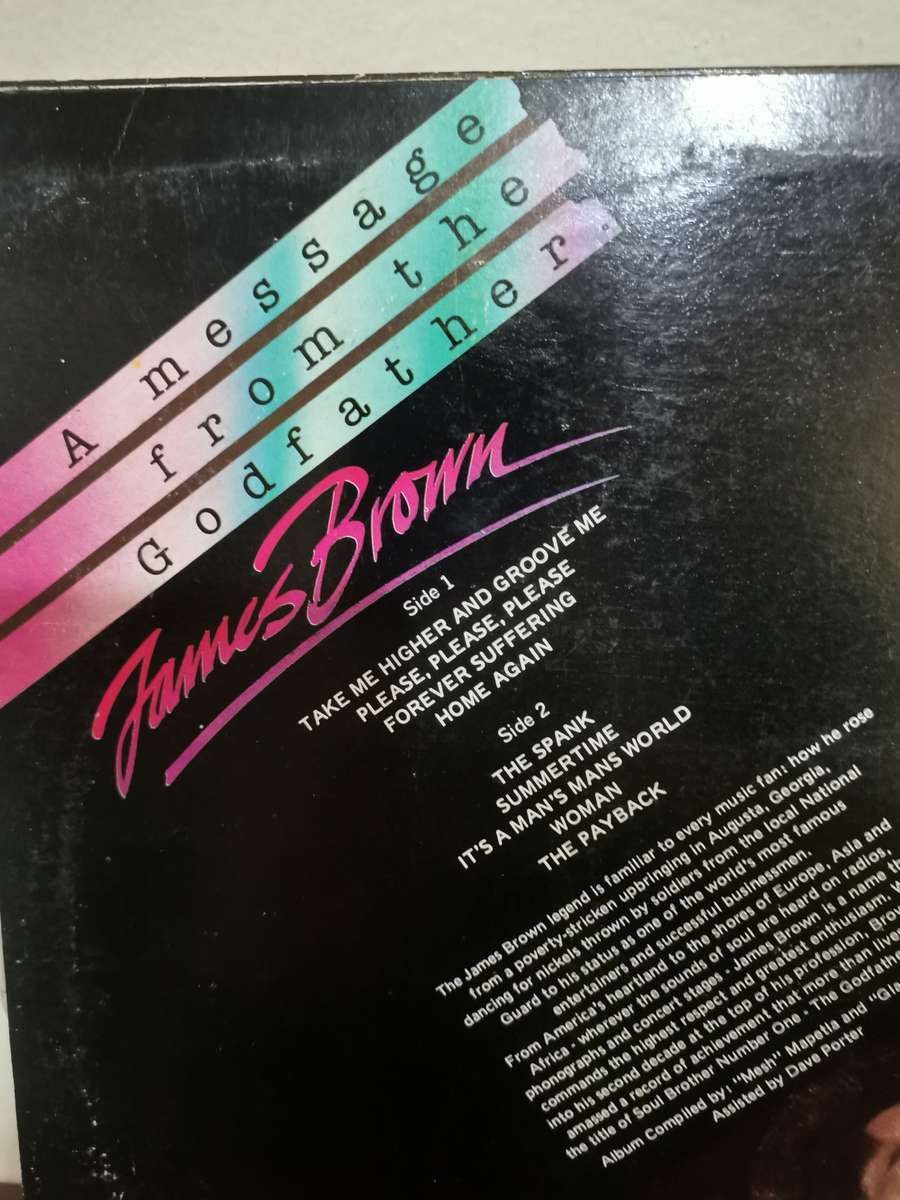 A message
from the
Godfather
James Brown
Side 1
TAKE ME HIGHER AND GROOVE ME
PLEASE, PLEASE, PLEASE
FOREVER SUFFERING
HOME AGAIN
Side 2
THE SPANK
SUMMERTIME
IT'S A MAN'S MANS WORLD
WOMAN
THE PAYBACK
The James Brown legend is familiar to every music fan; how he rose
from a poverty-stricken upbringing in Augusta, Georgia,
dancing for nickels thrown by soldiers from the local National
Guard to his status as one of the world's most famous
entertainers and successful businessmen.
From America's heartland to the shores of Europe, Asia and
Africa - wherever the sounds of soul are heard on radios,
phonographs and concert stages - James Brown is a name
commands the highest respect and greatest enthusiasm.
into his second decade at the top of his profession,
amassed a record of achievement that more than
the title of Soul Brother Number One - The Godfather
Album Compiled by; "Mesh" Mapetla and
Assisted by Dave Porter